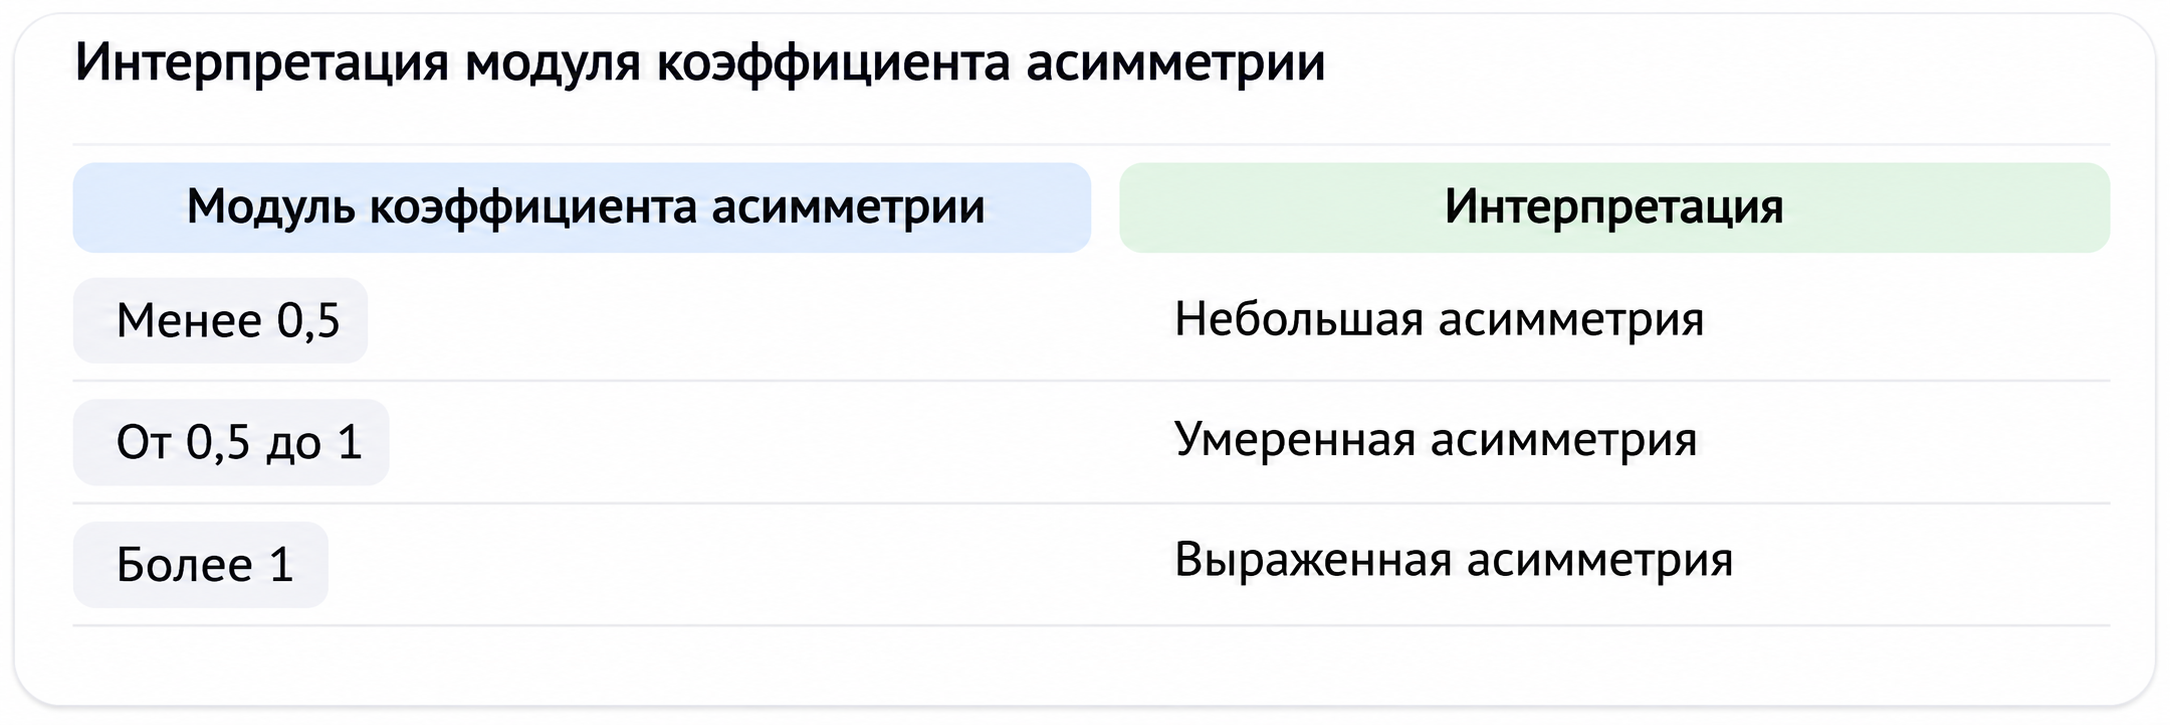 Интерпретация модуля коэффициента асимметрии
Модуль коэффициента асимметрии Интерпретация
Менее 0,5 Небольшая асимметрия
От 0,5 до 1 Умеренная асимметрия
Более 1 Выраженная асимметрия